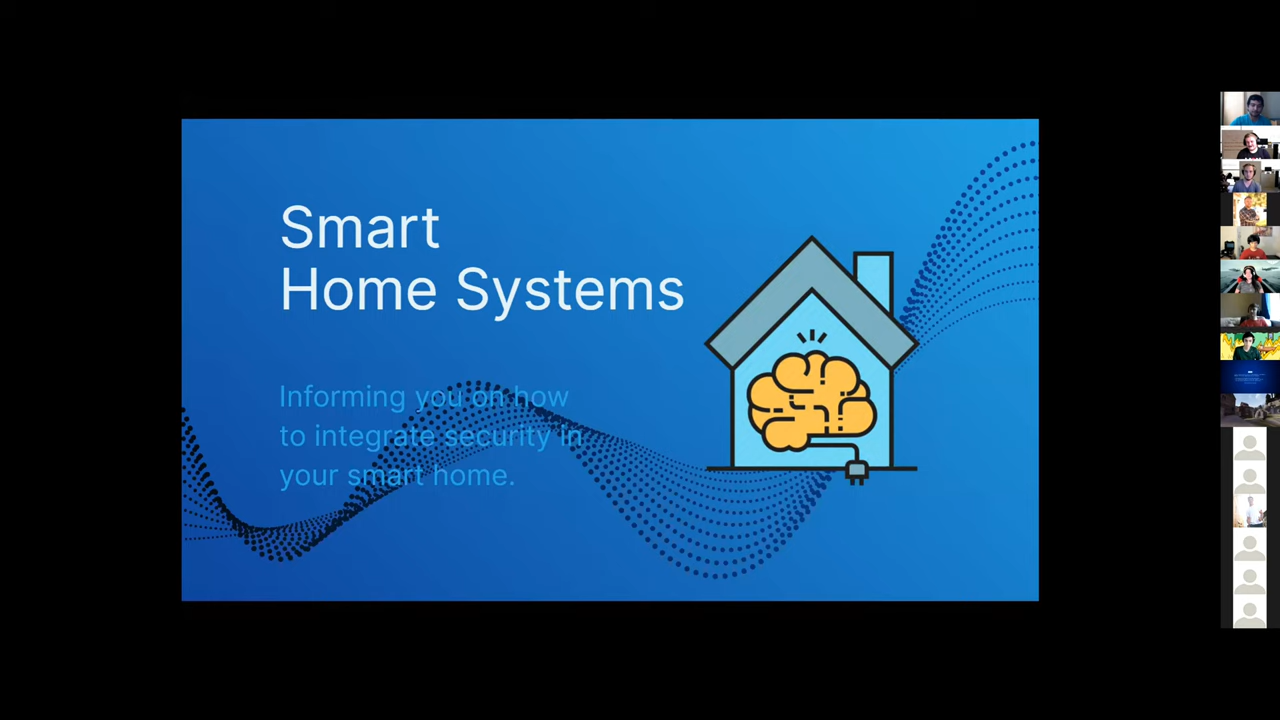 Smart
Home Systems
Informing you on how
to integrate security in
your smart home.